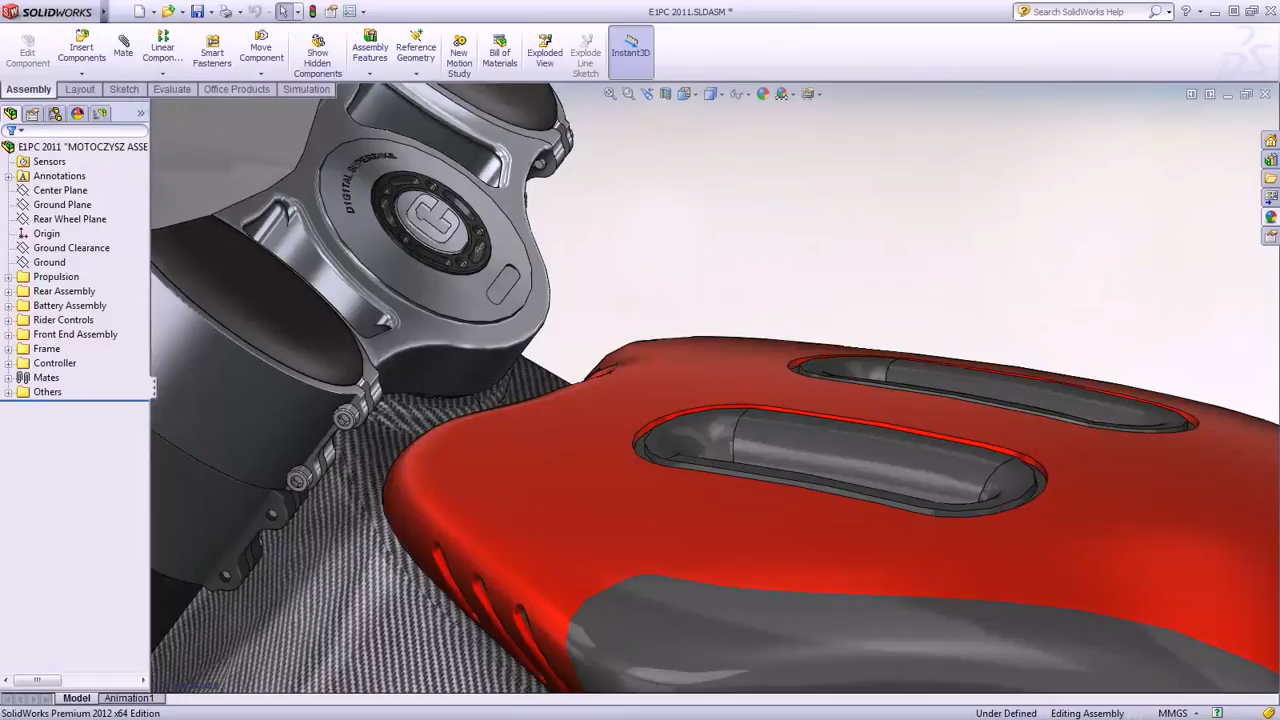 SOLIDWORKS
E1PC 2011.SLDASM *
Search SolidWorks
Edit Component
Insert Components
Mate
Linear Compon...
Smart Fasteners
Move Component
Show Hidden Components
Assembly Features
Reference Geometry
New Motion Study
Bill of Materials
Exploded View
Explode Line Sketch
Instant3D
Assembly
Layout
Sketch
Evaluate
Office Products
Simulation
E1PC 2011 "MOTOCZYSZ ASSE
Sensors
Annotations
Center Plane
Ground Plane
Rear Wheel Plane
Origin
Ground Clearance
Ground
Propulsion
Rear Assembly
Battery Assembly
Rider Controls
Front End Assembly
Frame
Controller
Mates
Others
D1G1TAL SUPERBIKE
Model
Animation1
SolidWorks Premium 2012 x64 Edition
Under Defined
Editing Assembly
MMGS